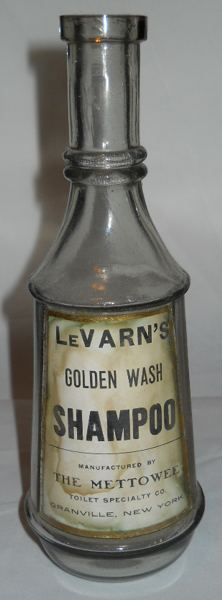 LEVARN'S
GOLDEN WASH
SHAMPOO
MANUFACTURED BY
THE METTOWEE
TOILET SPECIALTY CO.
GRANVILLE, NEW YORK